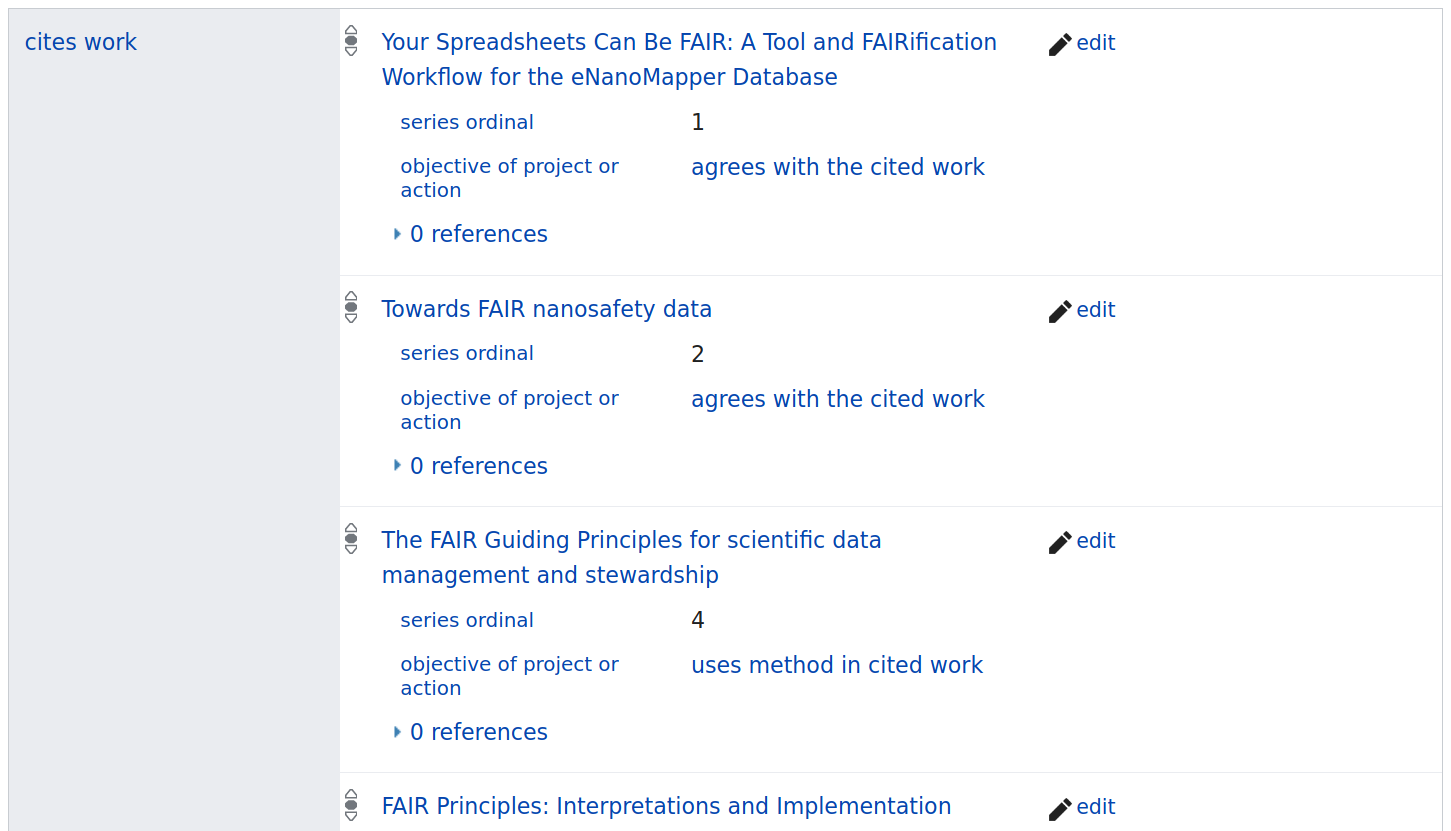 cites work
Your Spreadsheets Can Be FAIR: A Tool and FAIRification
Workflow for the eNanoMapper Database
edit
series ordinal 1
objective of project or
action
agrees with the cited work
0 references
Towards FAIR nanosafety data
edit
series ordinal 2
objective of project or
action
agrees with the cited work
0 references
The FAIR Guiding Principles for scientific data
management and stewardship
edit
series ordinal 4
objective of project or
action
uses method in cited work
0 references
FAIR Principles: Interpretations and Implementation
edit